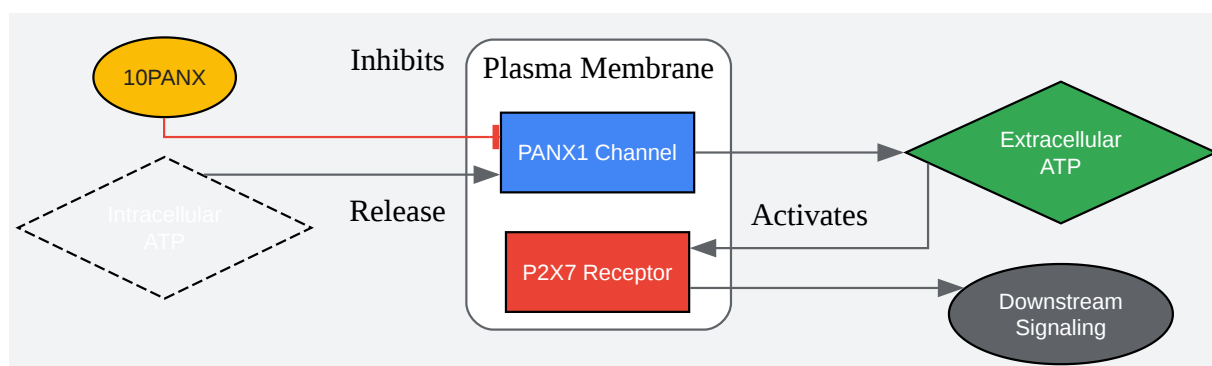 10PANX
Inhibits
Plasma Membrane
PANX1 Channel
Extracellular
ATP
Intracellular
ATP
Release
Activates
P2X7 Receptor
Downstream
Signaling